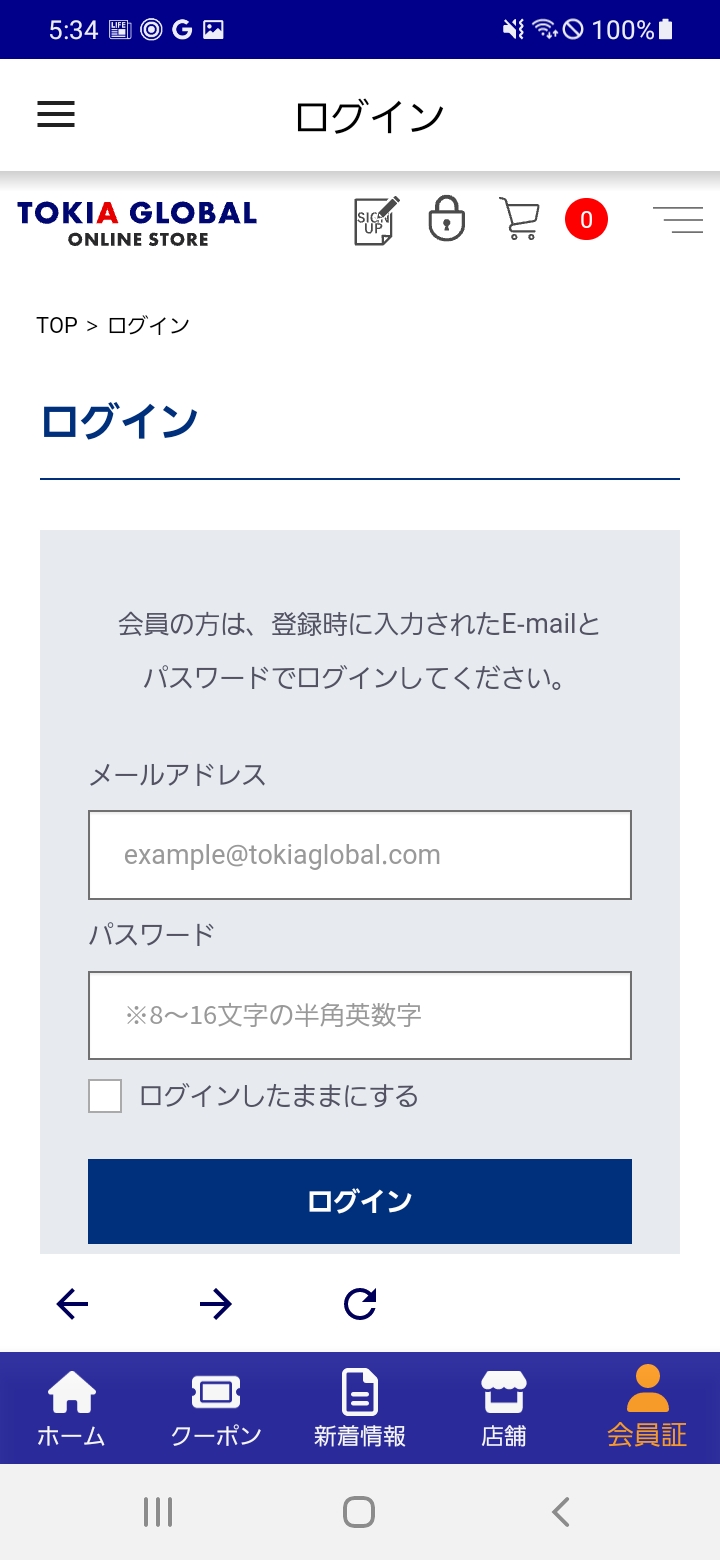 5:34
100%
ログイン
TOKIA GLOBAL
ONLINE STORE
SIGN
UP
0
TOP > ログイン
ログイン
会員の方は、登録時に入力されたE-mailと
パスワードでログインしてください。
メールアドレス
example@tokiaglobal.com
パスワード
※8〜16文字の半角英数字
ログインしたままにする
ログイン
ホーム
クーポン
新着情報
店舗
会員証